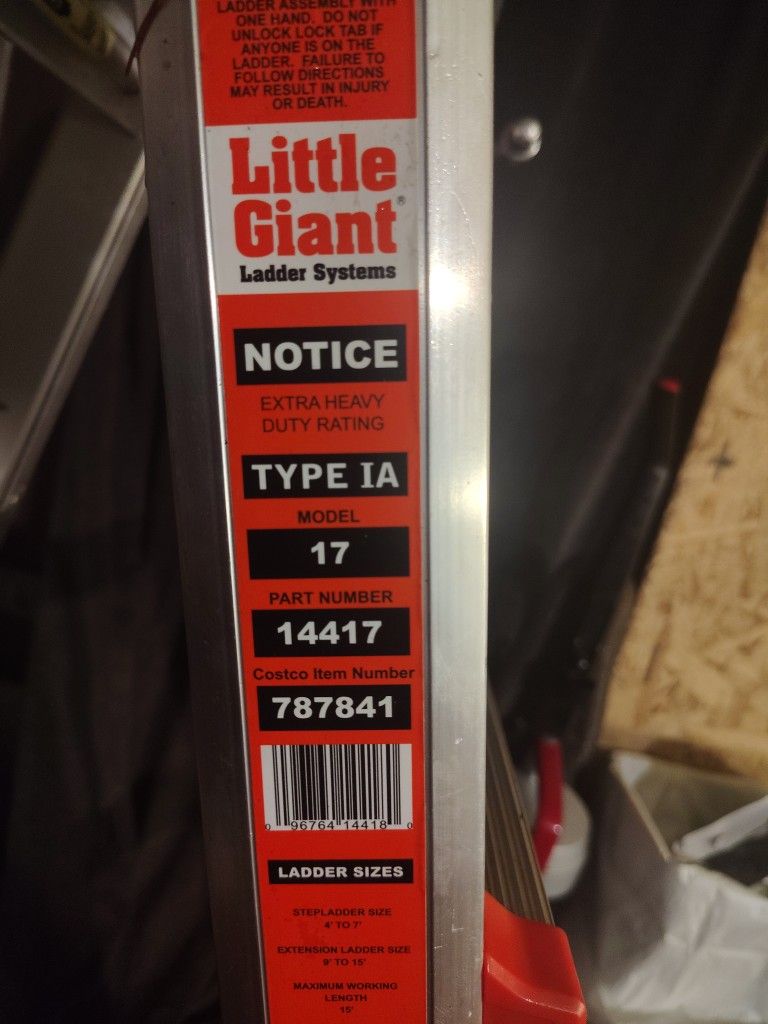 LADDER ASSEMBLY WITH
ONE HAND. DO NOT
UNLOCK LOCK TAB IF
ANYONE IS ON THE
LADDER. FAILURE TO
FOLLOW DIRECTIONS
MAY RESULT IN INJURY
OR DEATH.
Little
Giant®
Ladder Systems
NOTICE
EXTRA HEAVY
DUTY RATING
TYPE IA
MODEL
17
PART NUMBER
14417
Costco Item Number
787841
0 96764 14418 0
LADDER SIZES
STEPLADDER SIZE
4' TO 7'
EXTENSION LADDER SIZE
9' TO 15'
MAXIMUM WORKING
LENGTH
15'